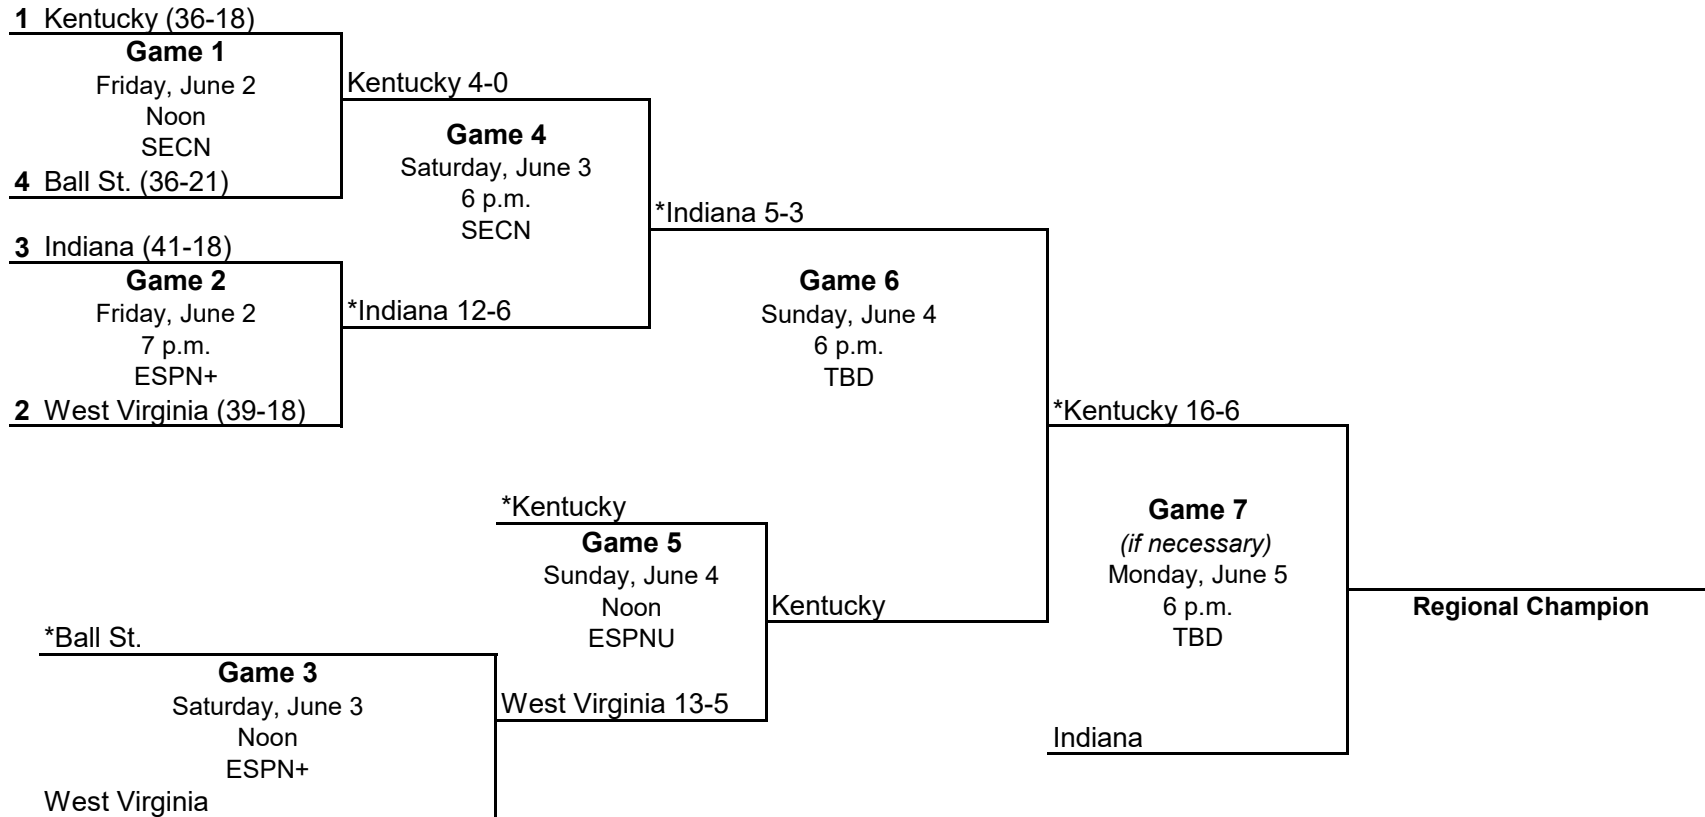 1 Kentucky (36-18)
Game 1
Friday, June 2
Noon
SECN
4 Ball St. (36-21)
Kentucky 4-0
Game 4
Saturday, June 3
6 p.m.
SECN
3 Indiana (41-18)
Game 2
Friday, June 2
7 p.m.
ESPN+
2 West Virginia (39-18)
*Indiana 12-6
*Indiana 5-3
Game 6
Sunday, June 4
6 p.m.
TBD
*Kentucky 16-6
*Kentucky
Game 5
Sunday, June 4
Noon
ESPNU
Kentucky
*Ball St.
Game 3
Saturday, June 3
Noon
ESPN+
West Virginia
West Virginia 13-5
Game 7
(if necessary)
Monday, June 5
6 p.m.
TBD
Indiana
Regional Champion